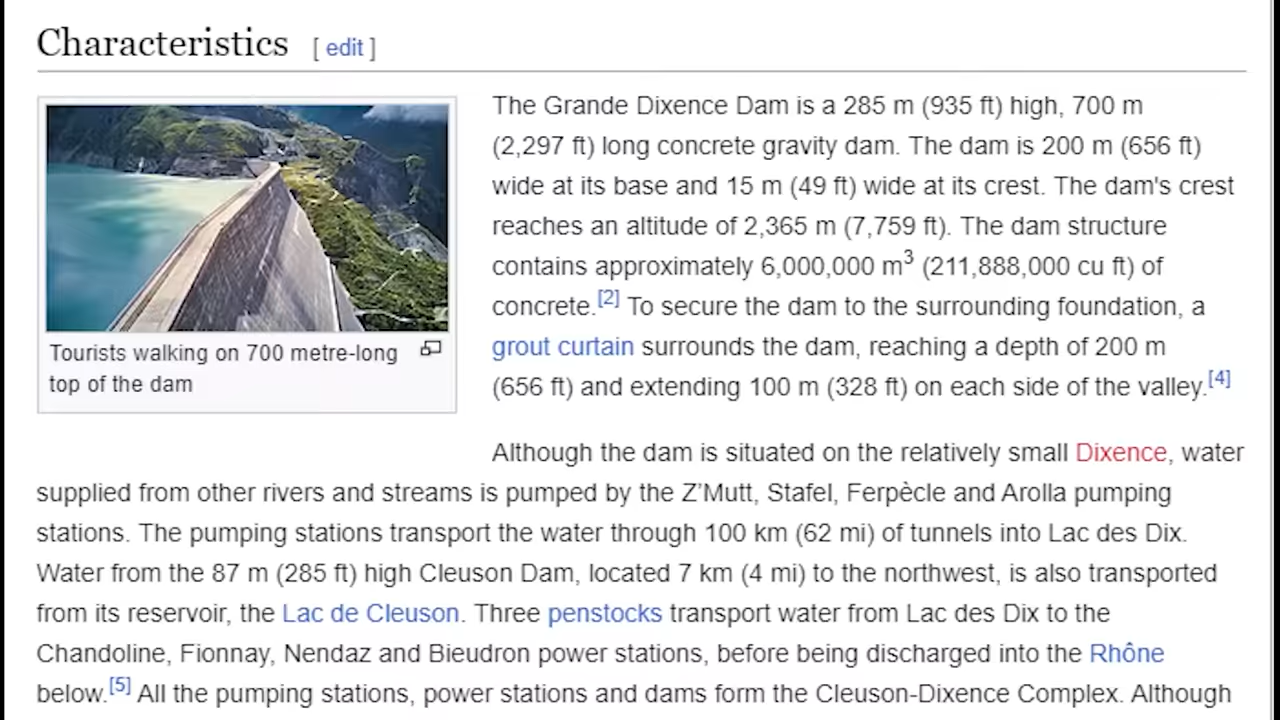 Characteristics [ edit ]
The Grande Dixence Dam is a 285 m (935 ft) high, 700 m
(2,297 ft) long concrete gravity dam. The dam is 200 m (656 ft)
wide at its base and 15 m (49 ft) wide at its crest. The dam's crest
reaches an altitude of 2,365 m (7,759 ft). The dam structure
contains approximately 6,000,000 m³ (211,888,000 cu ft) of
concrete.[2] To secure the dam to the surrounding foundation, a
grout curtain surrounds the dam, reaching a depth of 200 m
(656 ft) and extending 100 m (328 ft) on each side of the valley.[4]
Tourists walking on 700 metre-long
top of the dam
Although the dam is situated on the relatively small Dixence, water
supplied from other rivers and streams is pumped by the Z’Mutt, Stafel, Ferpècle and Arolla pumping
stations. The pumping stations transport the water through 100 km (62 mi) of tunnels into Lac des Dix.
Water from the 87 m (285 ft) high Cleuson Dam, located 7 km (4 mi) to the northwest, is also transported
from its reservoir, the Lac de Cleuson. Three penstocks transport water from Lac des Dix to the
Chandoline, Fionnay, Nendaz and Bieudron power stations, before being discharged into the Rhône
below.[5] All the pumping stations, power stations and dams form the Cleuson-Dixence Complex. Although